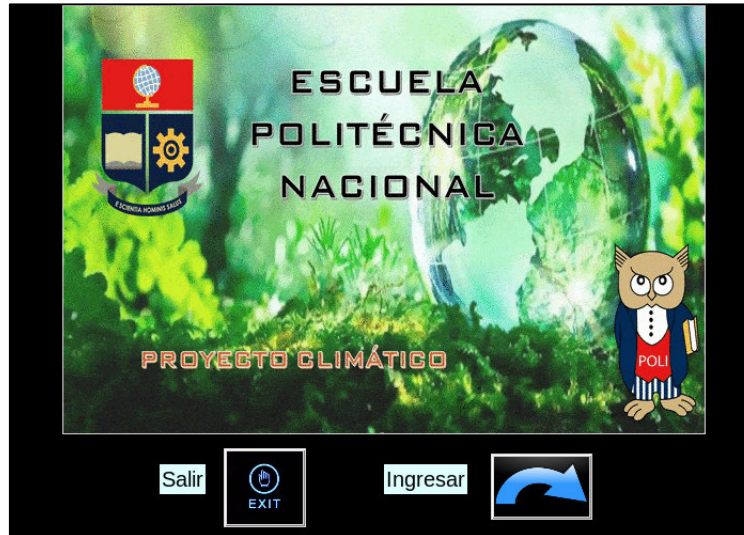 ESCUELA
POLITÉCNICA
NACIONAL
E SCIENTIA HOMINIS SALUS
PROYECTO CLIMÁTICO
POLI
Salir
EXIT
Ingresar